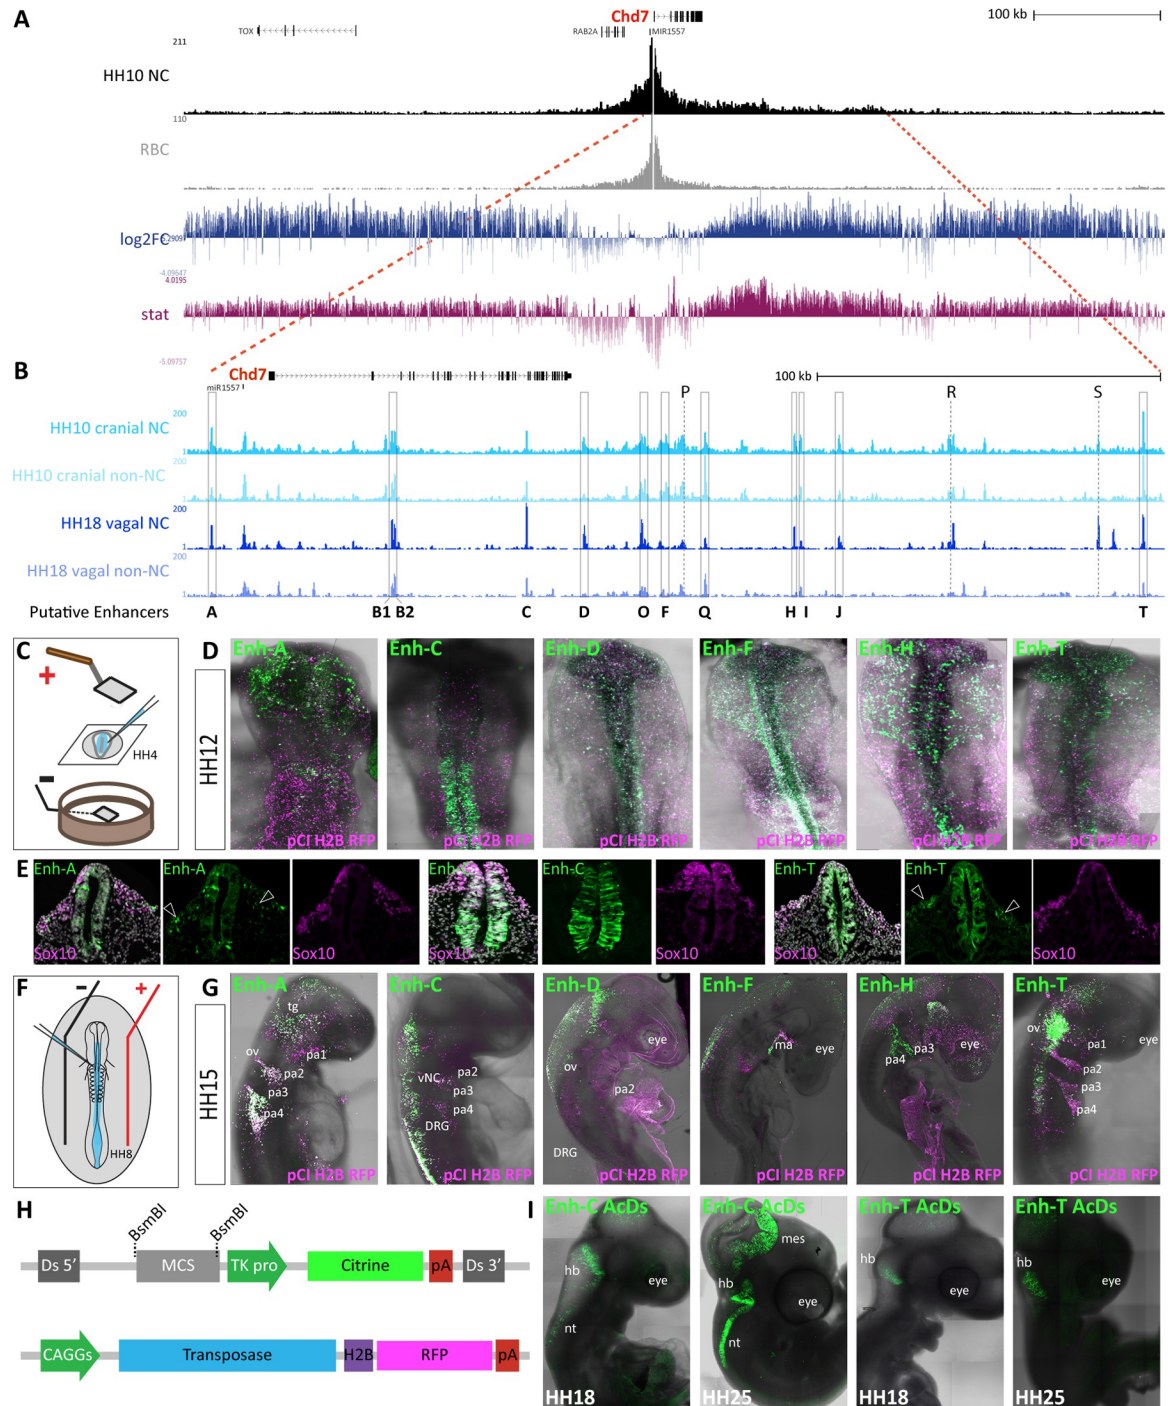 A
Chd7
100 kb
TOX
RAB2A
MIR1557
211
HH10 NC
110
RBC
log2FC
-4.09647
4.0195
stat
-5.09757
B
Chd7
100 kb
miR1557
P
R
S
200
HH10 cranial NC
1
200
HH10 cranial non-NC
1
200
HH18 vagal NC
1
200
HH18 vagal non-NC
1
Putative Enhancers
A
B1
B2
C
D
O
F
Q
H
I
J
T
C
+
HH4
-
D
HH12
Enh-A
pCI H2B RFP
Enh-C
pCI H2B RFP
Enh-D
pCI H2B RFP
Enh-F
pCI H2B RFP
Enh-H
pCI H2B RFP
Enh-T
pCI H2B RFP
E
Enh-A
Sox10
Enh-A
Sox10
Enh-C
Sox10
Enh-C
Sox10
Enh-T
Sox10
Enh-T
Sox10
F
-
+
HH8
G
HH15
Enh-A
tg
ov
pa1
pa2
pa3
pa4
pCI H2B RFP
Enh-C
vNC
pa2
pa3
pa4
DRG
pCI H2B RFP
Enh-D
eye
ov
pa2
DRG
pCI H2B RFP
Enh-F
ma
eye
pCI H2B RFP
Enh-H
pa3
eye
pa4
pCI H2B RFP
Enh-T
ov
pa1
eye
pa2
pa3
pa4
pCI H2B RFP
H
BsmBI
BsmBI
Ds 5’
MCS
TK pro
Citrine
pA
Ds 3’
CAGGs
Transposase
H2B
RFP
pA
I
Enh-C AcDs
hb
eye
nt
HH18
Enh-C AcDs
mes
hb
eye
nt
HH25
Enh-T AcDs
hb
eye
HH18
Enh-T AcDs
hb
eye
HH25